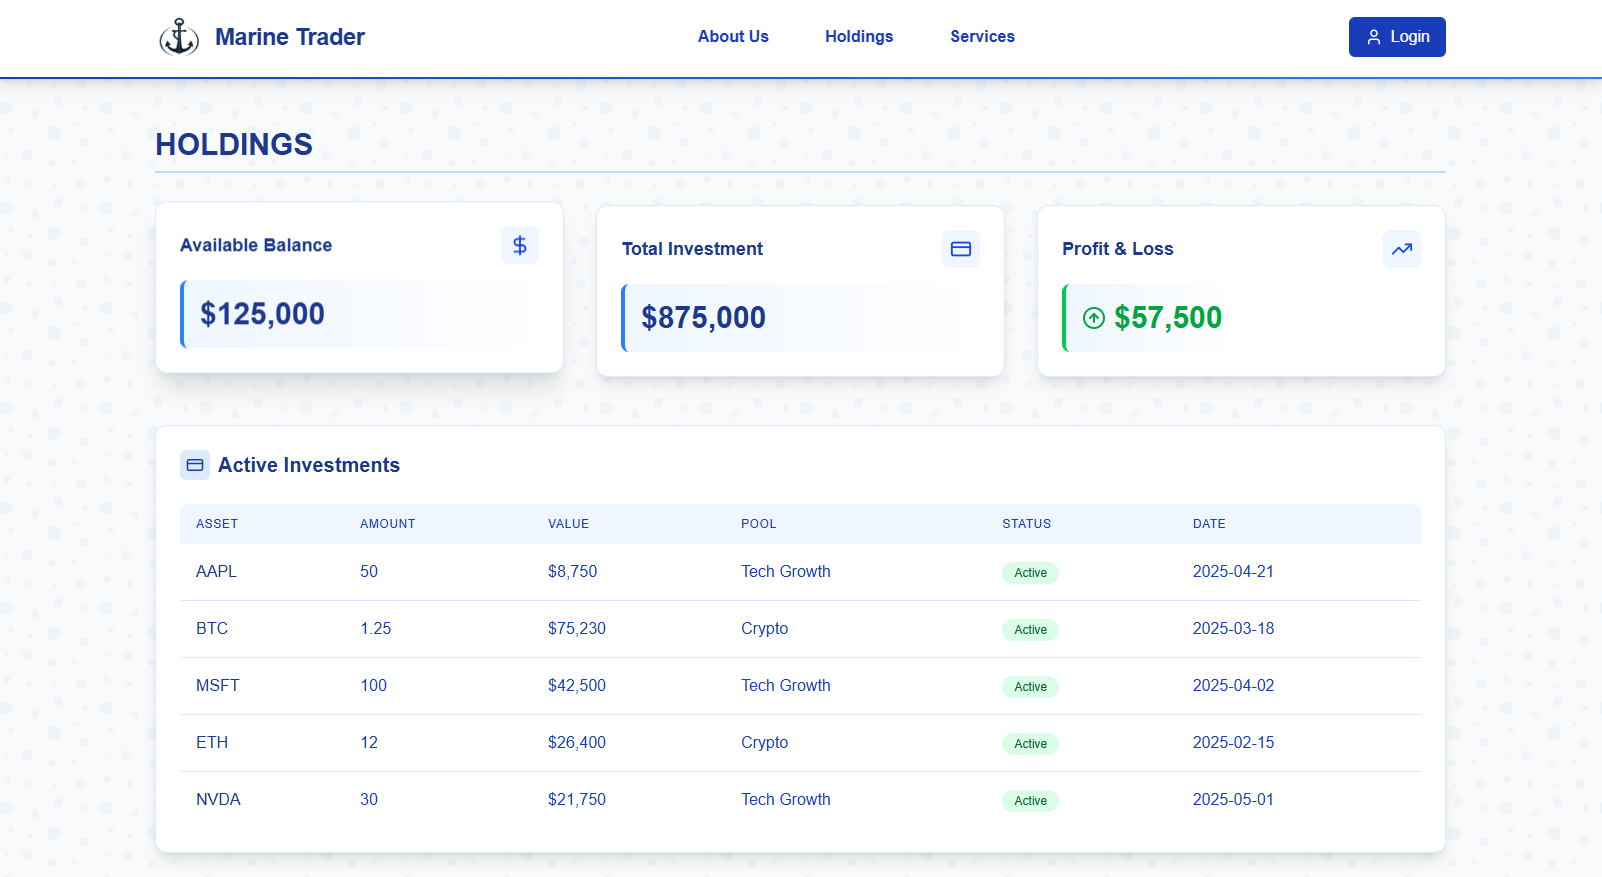 Marine Trader
About Us Holdings Services
Login
HOLDINGS
Available Balance
$125,000
Total Investment
$875,000
Profit & Loss
$57,500
Active Investments
ASSET AMOUNT VALUE POOL STATUS DATE
AAPL 50 $8,750 Tech Growth Active 2025-04-21
BTC 1.25 $75,230 Crypto Active 2025-03-18
MSFT 100 $42,500 Tech Growth Active 2025-04-02
ETH 12 $26,400 Crypto Active 2025-02-15
NVDA 30 $21,750 Tech Growth Active 2025-05-01